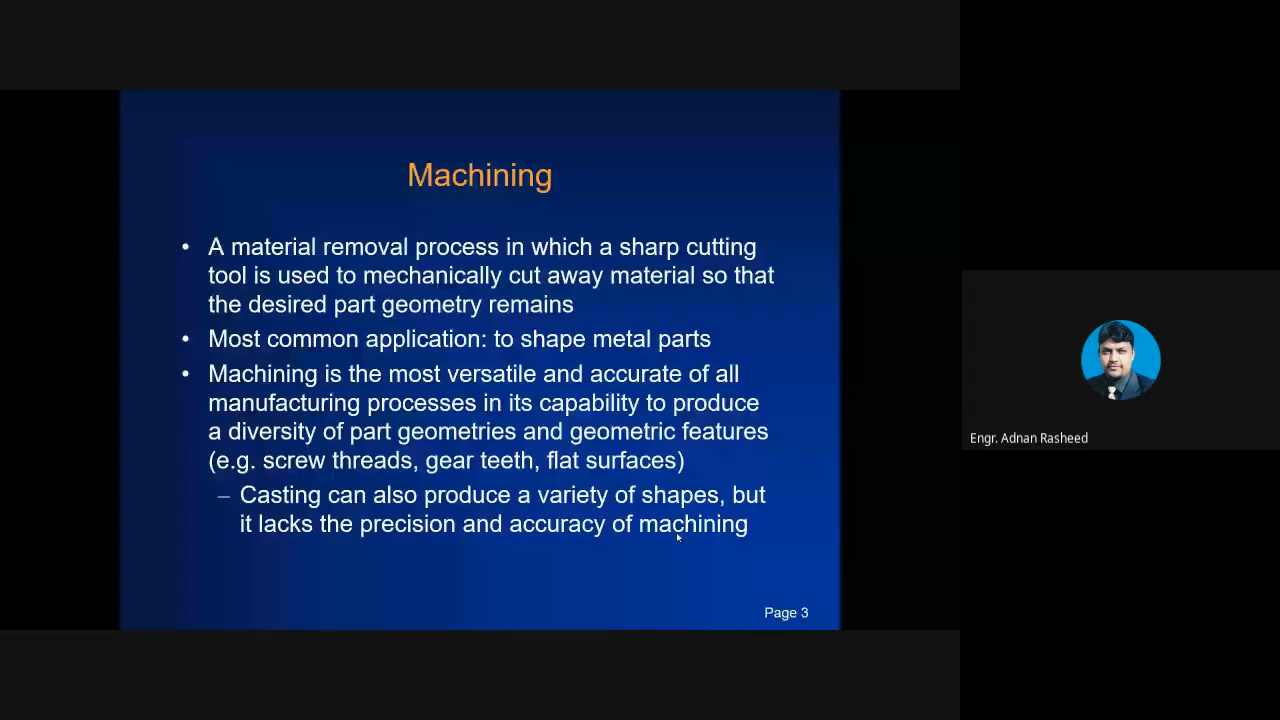 Machining
• A material removal process in which a sharp cutting
tool is used to mechanically cut away material so that
the desired part geometry remains
• Most common application: to shape metal parts
• Machining is the most versatile and accurate of all
manufacturing processes in its capability to produce
a diversity of part geometries and geometric features
(e.g. screw threads, gear teeth, flat surfaces)
– Casting can also produce a variety of shapes, but
it lacks the precision and accuracy of machining
Page 3
Engr. Adnan Rasheed